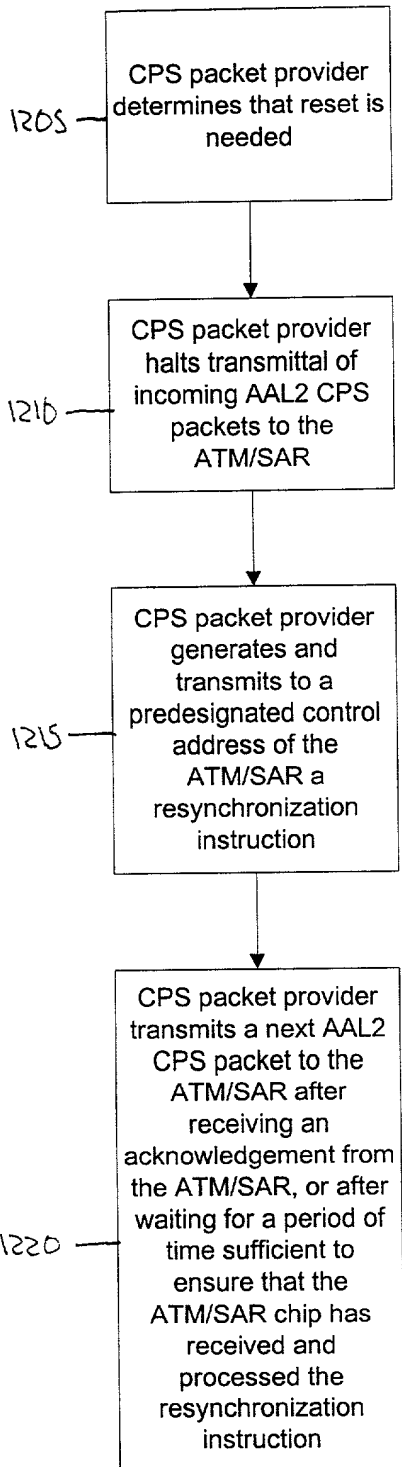 CPS packet provider
determines that reset is
needed
1205
CPS packet provider
halts transmittal of
incoming AAL2 CPS
packets to the
ATM/SAR
1210
CPS packet provider
generates and
transmits to a
predesignated control
address of the
ATM/SAR a
resynchronization
instruction
1215
CPS packet provider
transmits a next AAL2
CPS packet to the
ATM/SAR after
receiving an
acknowledgement from
the ATM/SAR, or after
waiting for a period of
time sufficient to
ensure that the
ATM/SAR chip has
received and
processed the
resynchronization
instruction
1220